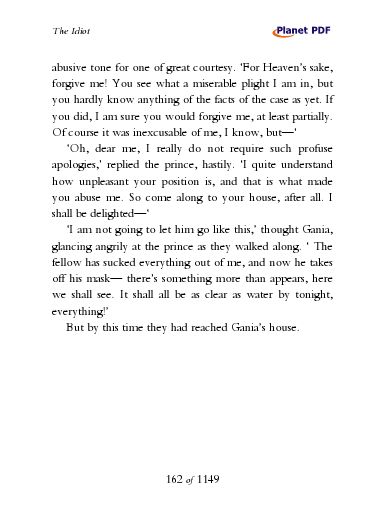 The Idiot
Planet PDF
abusive tone for one of great courtesy. ‘For Heaven’s sake,
forgive me! You see what a miserable plight I am in, but
you hardly know anything of the facts of the case as yet. If
you did, I am sure you would forgive me, at least partially.
Of course it was inexcusable of me, I know, but—‘
‘Oh, dear me, I really do not require such profuse
apologies,’ replied the prince, hastily. ‘I quite understand
how unpleasant your position is, and that is what made
you abuse me. So come along to your house, after all. I
shall be delighted—‘
‘I am not going to let him go like this,’ thought Gania,
glancing angrily at the prince as they walked along. ‘ The
fellow has sucked everything out of me, and now he takes
off his mask— there’s something more than appears, here
we shall see. It shall all be as clear as water by tonight,
everything!’
But by this time they had reached Gania’s house.
162 of 1149